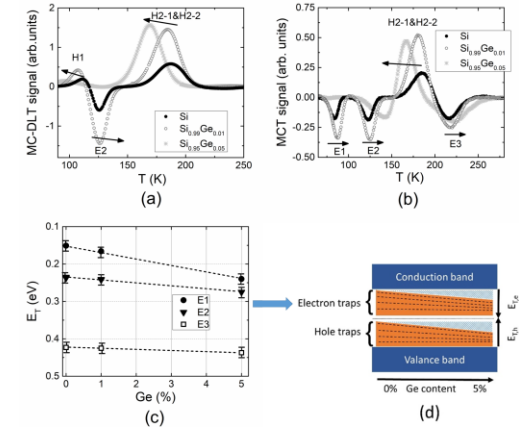 MC-DLT signal (arb.units)
H2-1&H2-2
H1
E2
Si
Si0.99Ge0.01
Si0.95Ge0.05
1
0
-1
100
150
200
250
T (K)
(a)
MCT signal (arb. units)
H2-1&H2-2
Si
Si0.99Ge0.01
Si0.95Ge0.05
E1
E2
E3
0.50
0.25
0.00
-0.25
-0.50
100
150
200
250
T (K)
(b)
ET (eV)
0.1
0.2
0.3
0.4
0.5
E1
E2
E3
0
1
2
3
4
5
Ge (%)
(c)
Conduction band
Electron traps
Hole traps
Valance band
ET,e
ET,h
0% Ge content 5%
(d)